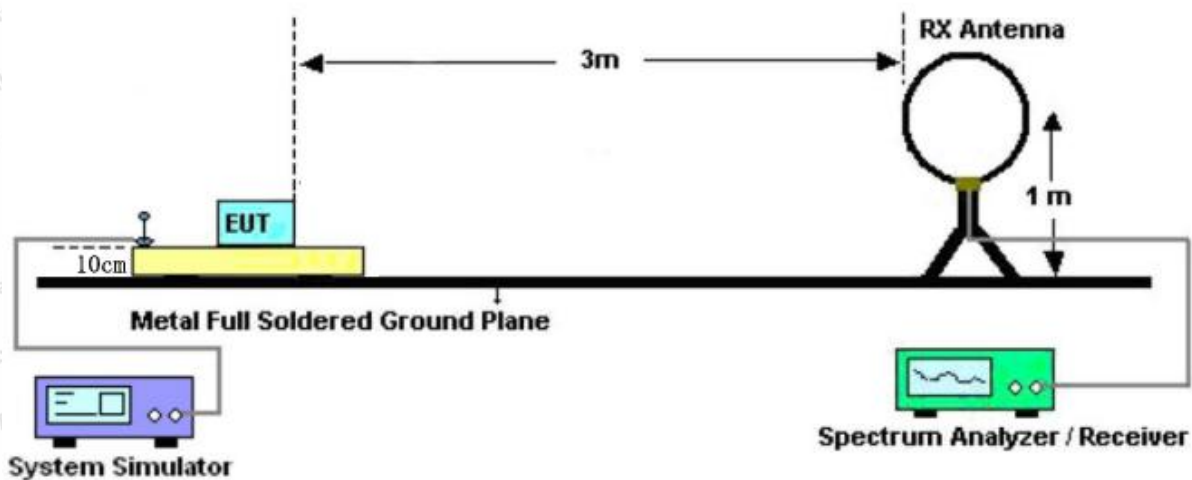 RX Antenna
3m
1 m
EUT
10cm
Metal Full Soldered Ground Plane
System Simulator
Spectrum Analyzer / Receiver